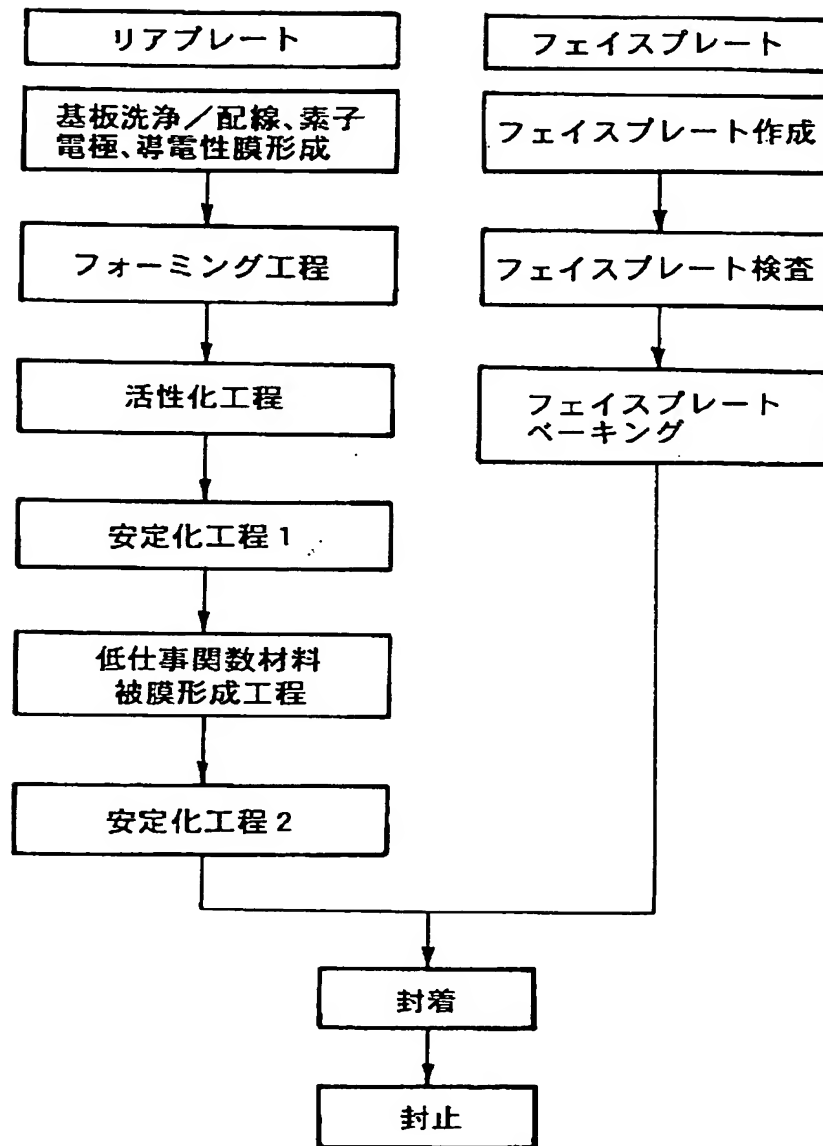 リアプレート
基板洗浄／配線、素子
電極、導電性膜形成
フォーミング工程
活性化工程
安定化工程1
低仕事関数材料
被膜形成工程
安定化工程2
フェイスプレート
フェイスプレート作成
フェイスプレート検査
フェイスプレート
ベーキング
封着
封止